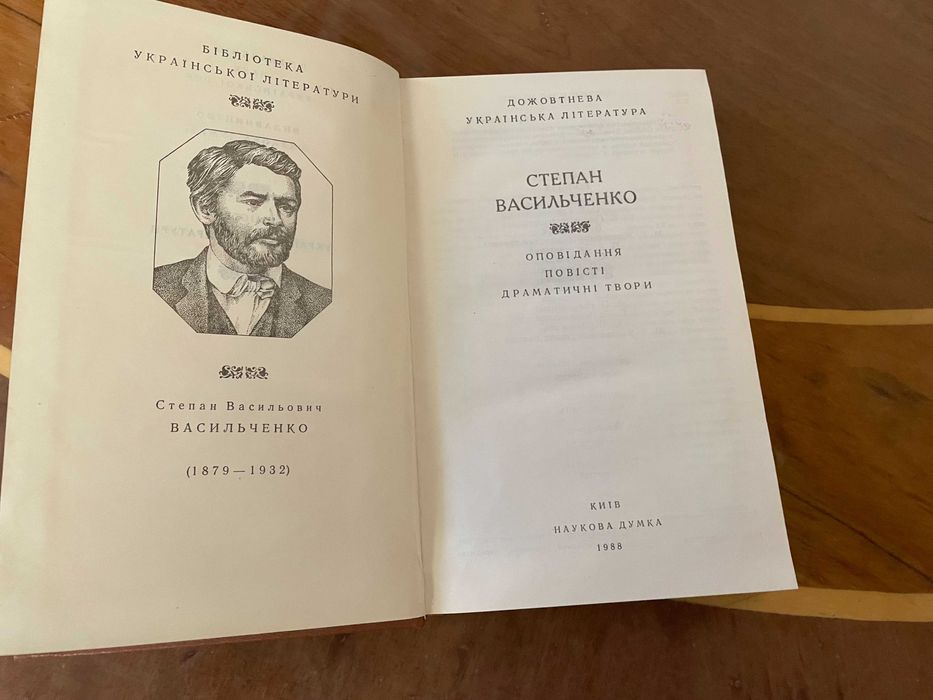 БІБЛІОТЕКА
УКРАЇНСЬКОЇ ЛІТЕРАТУРИ
Степан Васильович
ВАСИЛЬЧЕНКО
(1879—1932)
ДОЖОВТНЕВА
УКРАЇНСЬКА ЛІТЕРАТУРА
СТЕПАН
ВАСИЛЬЧЕНКО
ОПОВІДАННЯ
ПОВІСТІ
ДРАМАТИЧНІ ТВОРИ
КИЇВ
НАУКОВА ДУМКА
1988